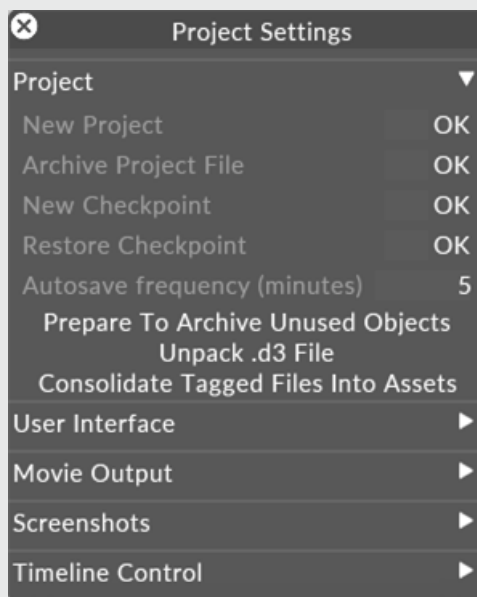 Project Settings
Project
New Project OK
Archive Project File OK
New Checkpoint OK
Restore Checkpoint OK
Autosave frequency (minutes) 5
Prepare To Archive Unused Objects
Unpack .d3 File
Consolidate Tagged Files Into Assets
User Interface
Movie Output
Screenshots
Timeline Control